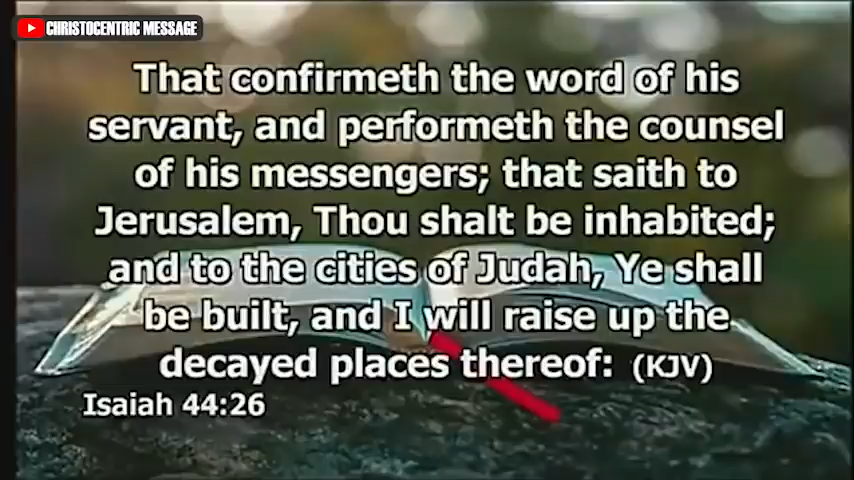 CHRISTOCENTRIC MESSAGE
That confirmeth the word of his
servant, and performeth the counsel
of his messengers; that saith to
Jerusalem, Thou shalt be inhabited;
and to the cities of Judah, Ye shall
be built, and I will raise up the
decayed places thereof: (KJV)
Isaiah 44:26